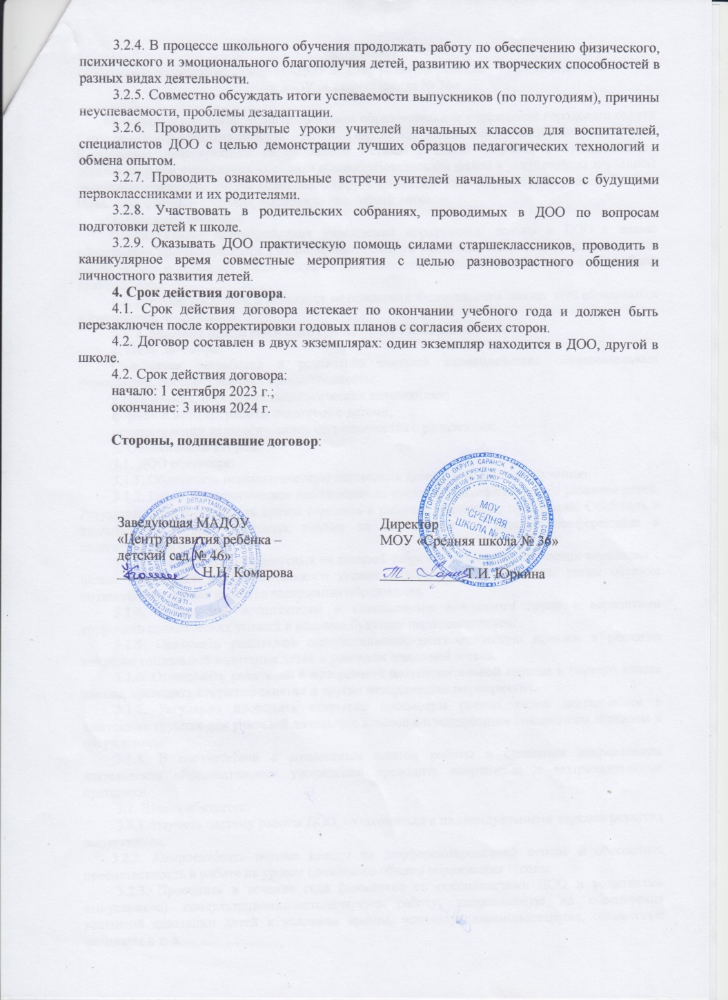 3.2.4. В процессе школьного обучения продолжать работу по обеспечению физического,
психического и эмоционального благополучия детей, развитию их творческих способностей в
разных видах деятельности.
3.2.5. Совместно обсуждать итоги успеваемости выпускников (по полугодиям), причины
неуспеваемости, проблемы дезадаптации.
3.2.6. Проводить открытые уроки учителей начальных классов для воспитателей,
специалистов ДОО с целью демонстрации лучших образцов педагогических технологий и
обмена опытом.
3.2.7. Проводить ознакомительные встречи учителей начальных классов с будущими
первоклассниками и их родителями.
3.2.8. Участвовать в родительских собраниях, проводимых в ДОО по вопросам
подготовки детей к школе.
3.2.9. Оказывать ДОО практическую помощь силами старшеклассников, проводить в
каникулярное время совместные мероприятия с целью разновозрастного общения и
личностного развития детей.
4. Срок действия договора.
4.1. Срок действия договора истекает по окончании учебного года и должен быть
перезаключен после корректировки годовых планов с согласия обеих сторон.
4.2. Договор составлен в двух экземплярах: один экземпляр находится в ДОО, другой в
школе.
4.2. Срок действия договора:
начало: 1 сентября 2023 г.;
окончание: 3 июня 2024 г.
Стороны, подписавшие договор:
Заведующая МАДОУ
«Центр развития ребёнка –
детский сад № 46»
Н.Н. Комарова
Директор
МОУ «Средняя школа № 36»
Т.И. Юркина
МОУ
"СРЕДНЯЯ
ШКОЛА № 36"